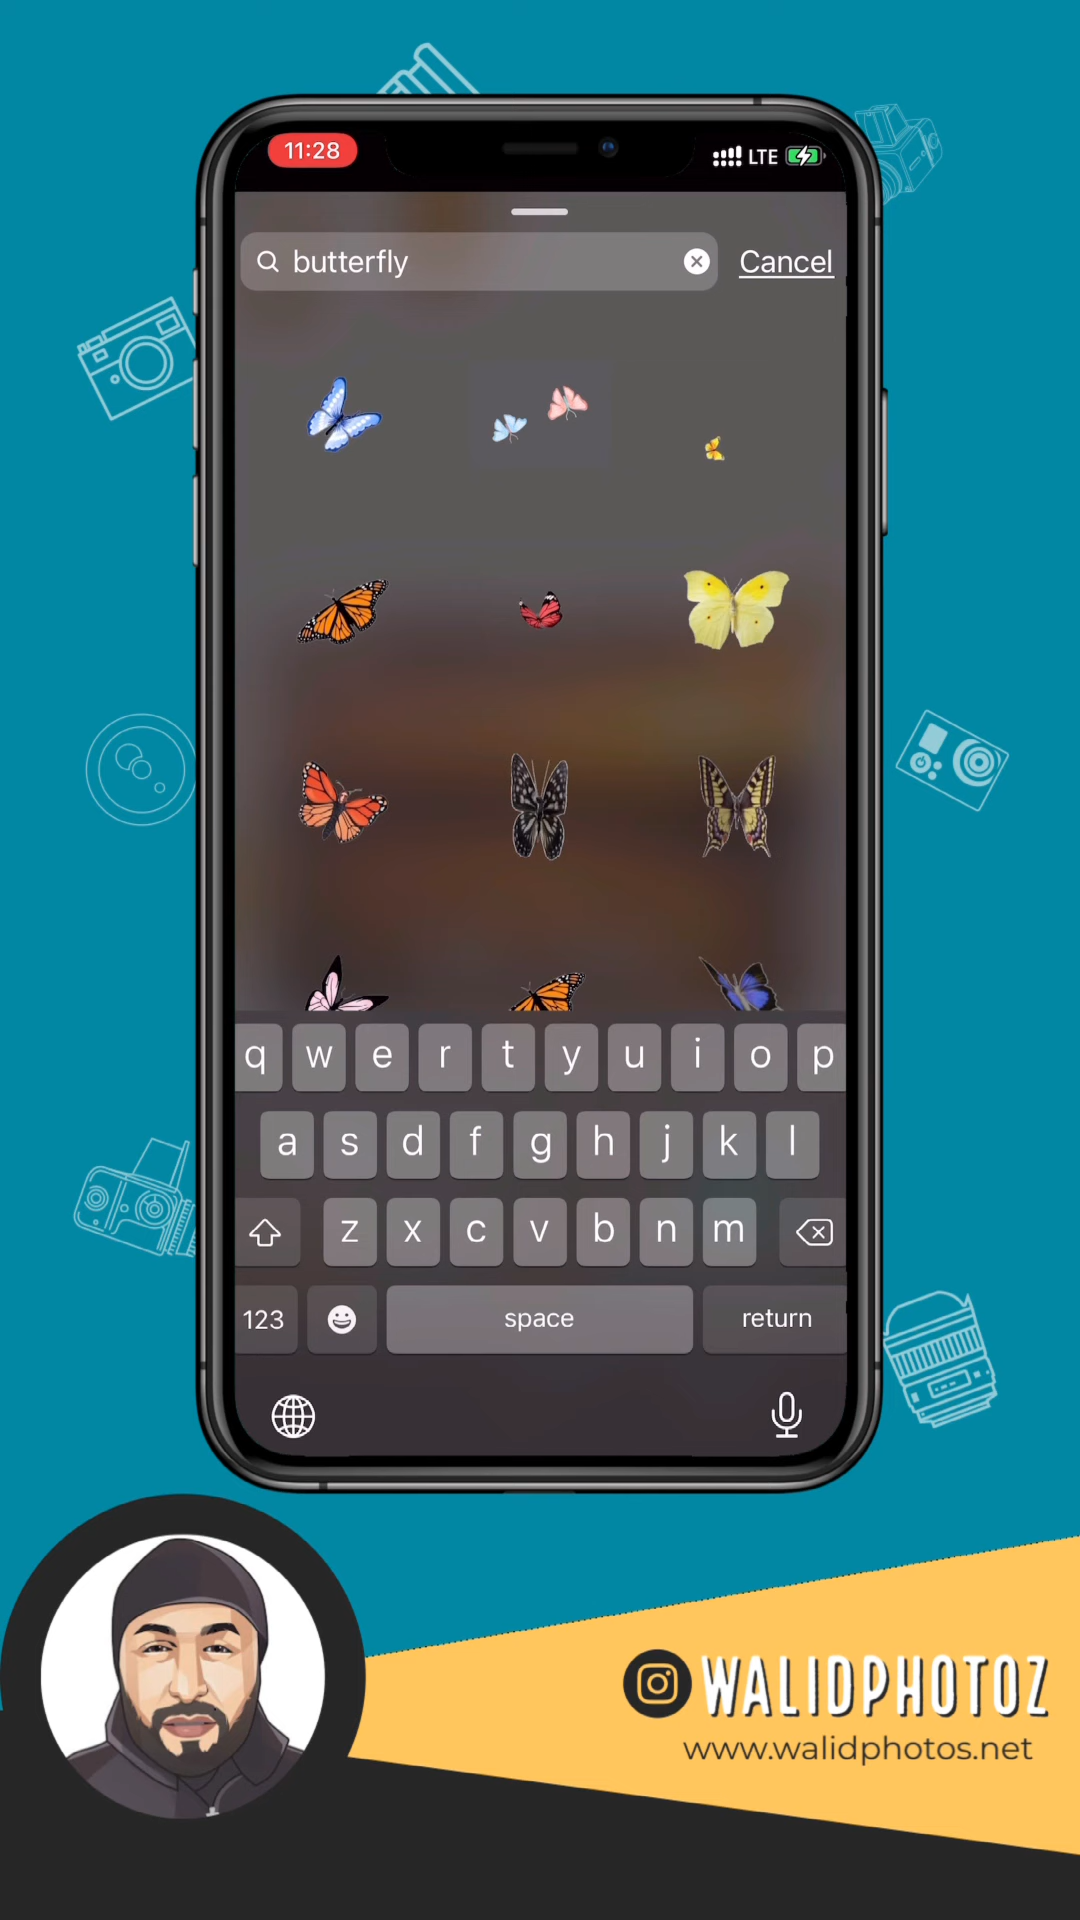 11:28 LTE
butterfly Cancel
q w e r t y u i o p
a s d f g h j k l
z x c v b n m
123 space return
WALIDPHOTOZ
www.walidphotos.net